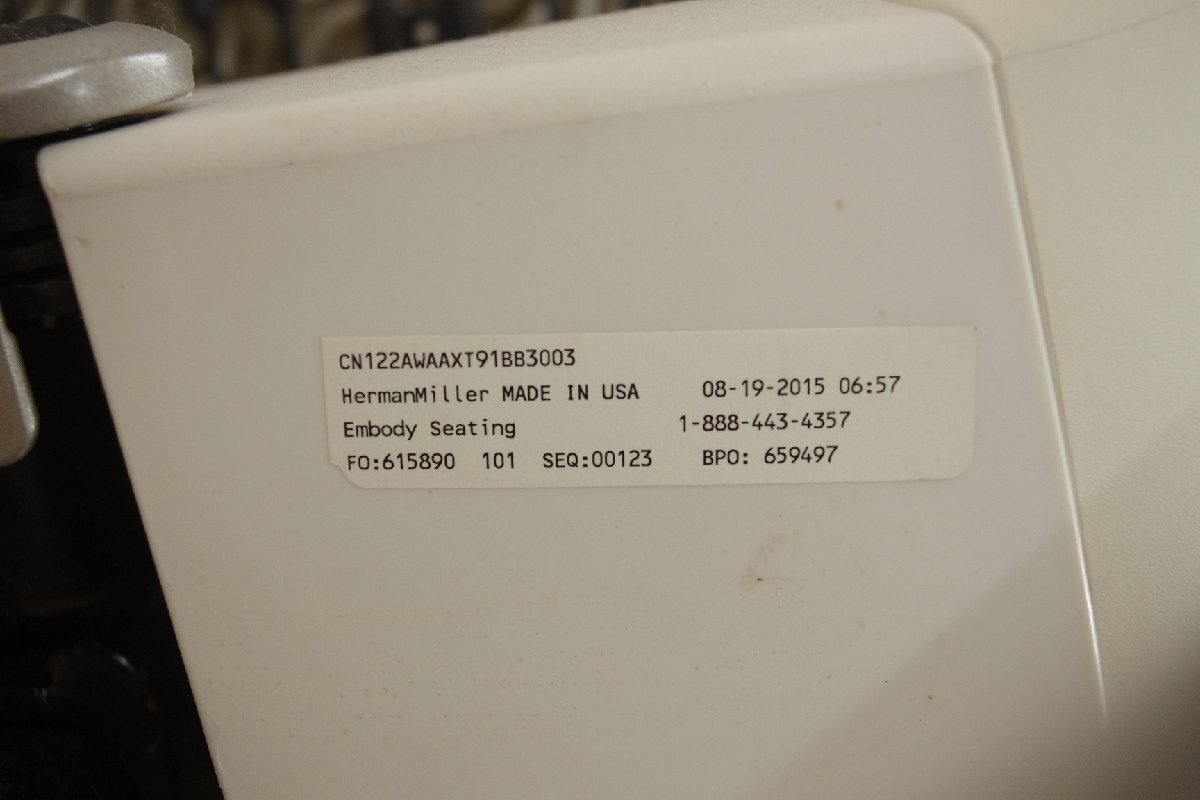 CN122AWAAXT91BB3003
HermanMiller MADE IN USA 08-19-2015 06:57
Embody Seating 1-888-443-4357
FO:615890 101 SEQ:00123 BPO: 659497